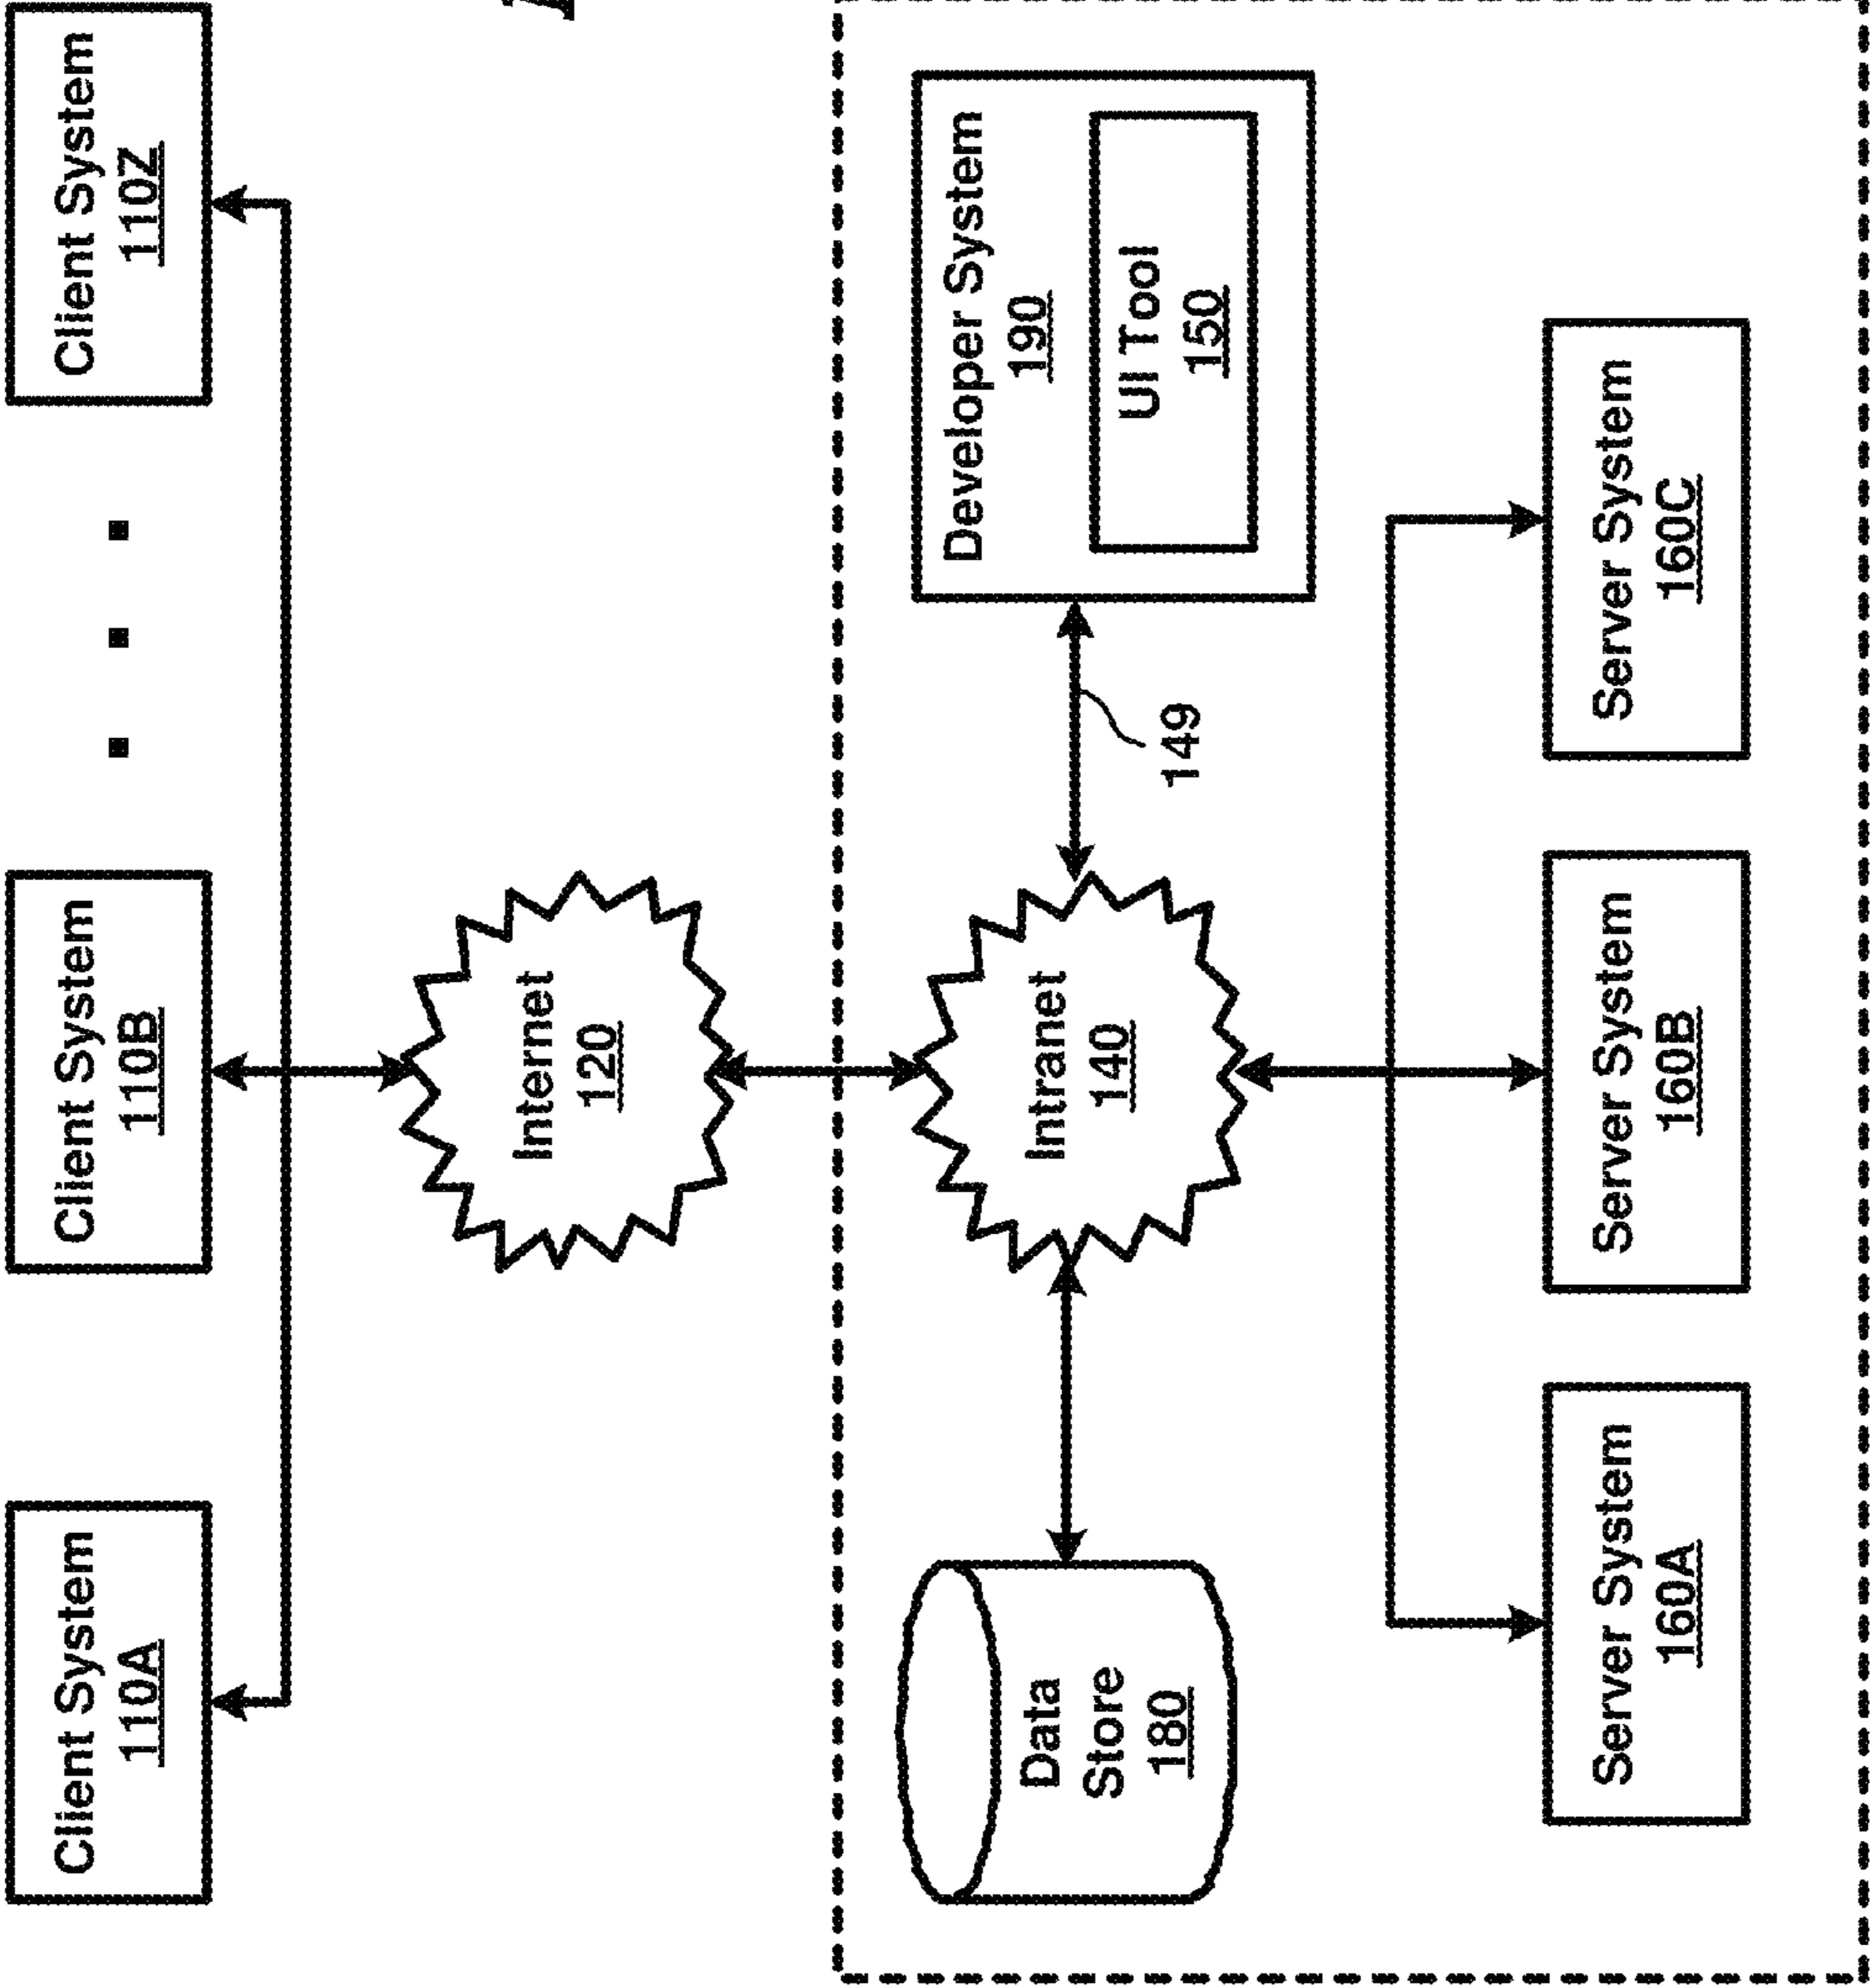 Client System
110A
Client System
110B
Client System
110Z
Internet
120
Data
Store
180
Intranet
140
149
Developer System
190
UI Tool
150
Server System
160A
Server System
160B
Server System
160C